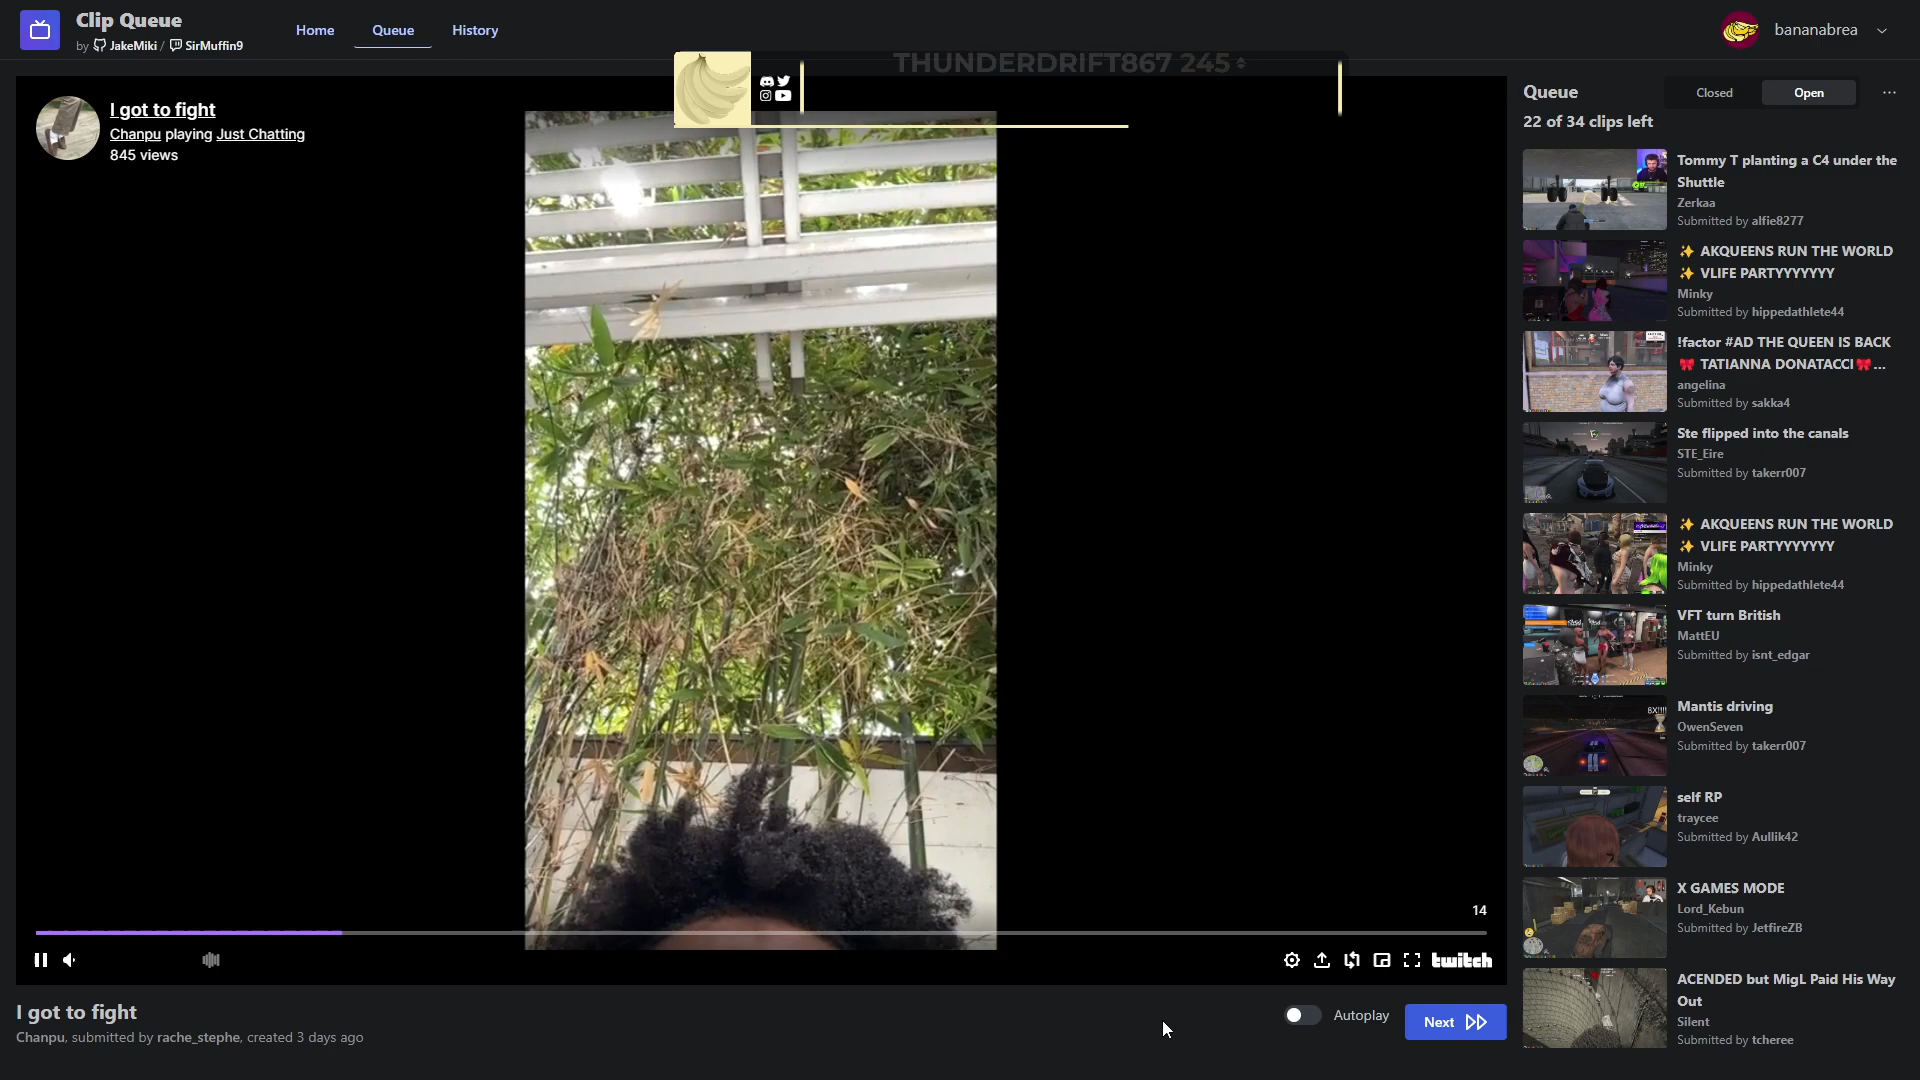 Clip Queue
by JakeMiki / SirMuffin9
Home
Queue
History
bananabrea
THUNDERDRIFT867 245
I got to fight
Chanpu playing Just Chatting
845 views
14
twitch
I got to fight
Chanpu, submitted by rache_stephe, created 3 days ago
Autoplay
Next
Queue
Closed
Open
22 of 34 clips left
Tommy T planting a C4 under the
Shuttle
Zerkaa
Submitted by alfie8277
✨ AKQUEENS RUN THE WORLD
✨ VLIFE PARTYYYYYYY
Minky
Submitted by hippedathlete44
!factor #AD THE QUEEN IS BACK
🎀 TATIANNA DONATACCI🎀...
angelina
Submitted by sakka4
Ste flipped into the canals
STE_Eire
Submitted by takerr007
✨ AKQUEENS RUN THE WORLD
✨ VLIFE PARTYYYYYYY
Minky
Submitted by hippedathlete44
VFT turn British
MattEU
Submitted by isnt_edgar
Mantis driving
OwenSeven
Submitted by takerr007
self RP
traycee
Submitted by Aullik42
X GAMES MODE
Lord_Kebun
Submitted by JetfireZB
ACENDED but MigL Paid His Way
Out
Silent
Submitted by tcheree